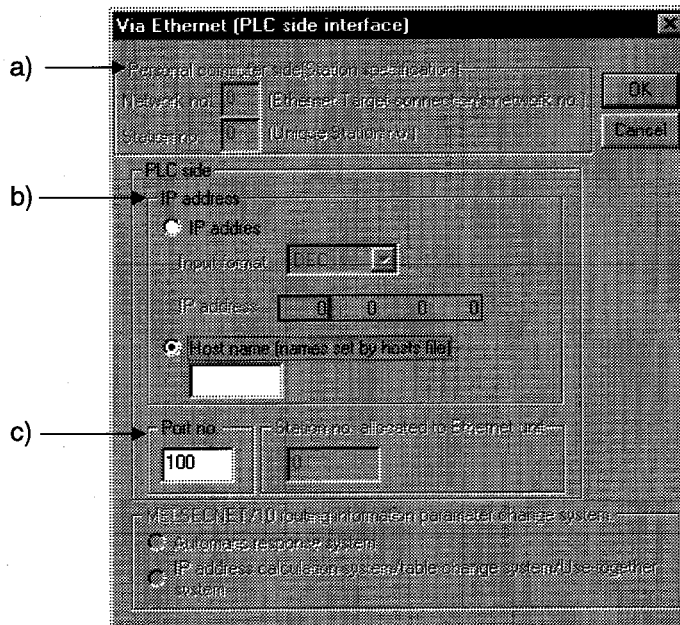 Via Ethernet (PLC side interface)
a)
Personal computer side(Station specification)
Network no. 0 (Ethernet Target connecter's network no.)
Station no. 0 (Unique Station no.)
OK
Cancel
PLC side
b)
IP address
IP addres
Input format DEC
IP address 0 0 0 0
Host name (names set by hosts file)
c)
Port no.
100
Station no. allocated to Ethernet unit
0
MELSECNET/10 routing information parameter change system
Automatic response system
IP address calculation system/table change system/Use-together
system